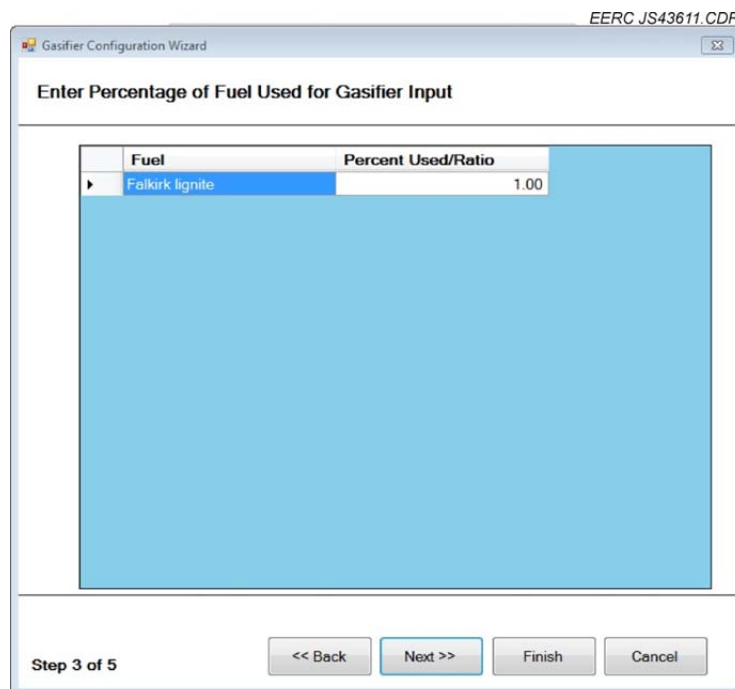 EERC JS43611.CDR
Gasifier Configuration Wizard
Enter Percentage of Fuel Used for Gasifier Input
Fuel Percent Used/Ratio
Falkirk lignite 1.00
Step 3 of 5 << Back Next >> Finish Cancel